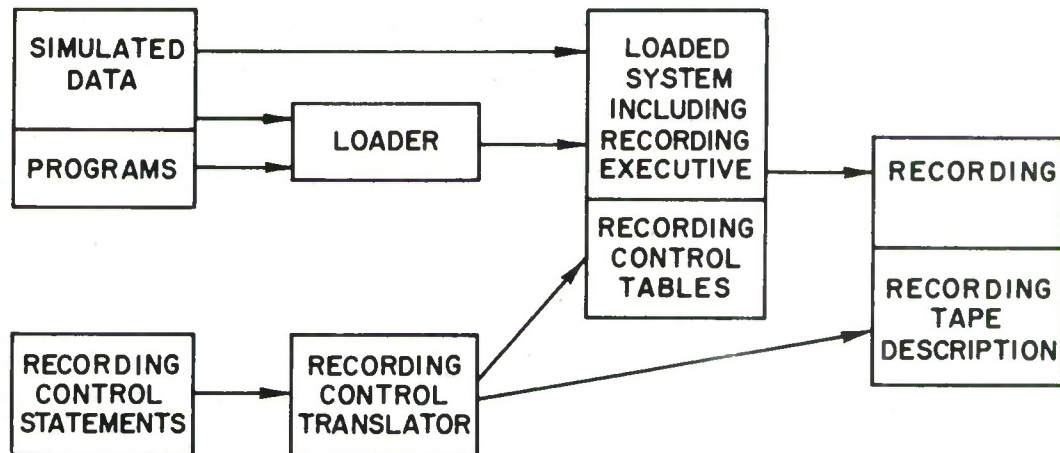 SIMULATED
DATA
PROGRAMS
LOADER
LOADED
SYSTEM
INCLUDING
RECORDING
EXECUTIVE
RECORDING
CONTROL
TABLES
RECORDING
RECORDING
TAPE
DESCRIPTION
RECORDING
CONTROL
STATEMENTS
RECORDING
CONTROL
TRANSLATOR